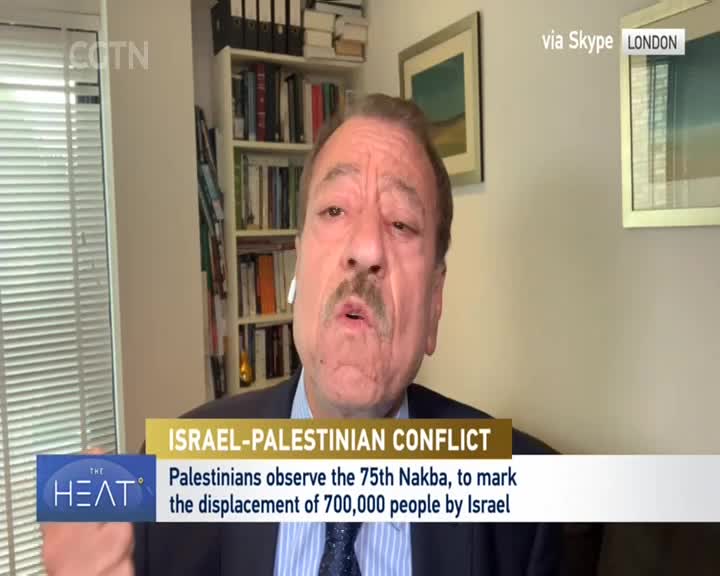 CGTN
via Skype
LONDON
ISRAEL-PALESTINIAN CONFLICT
THE
HEAT
Palestinians observe the 75th Nakba, to mark
the displacement of 700,000 people by Israel